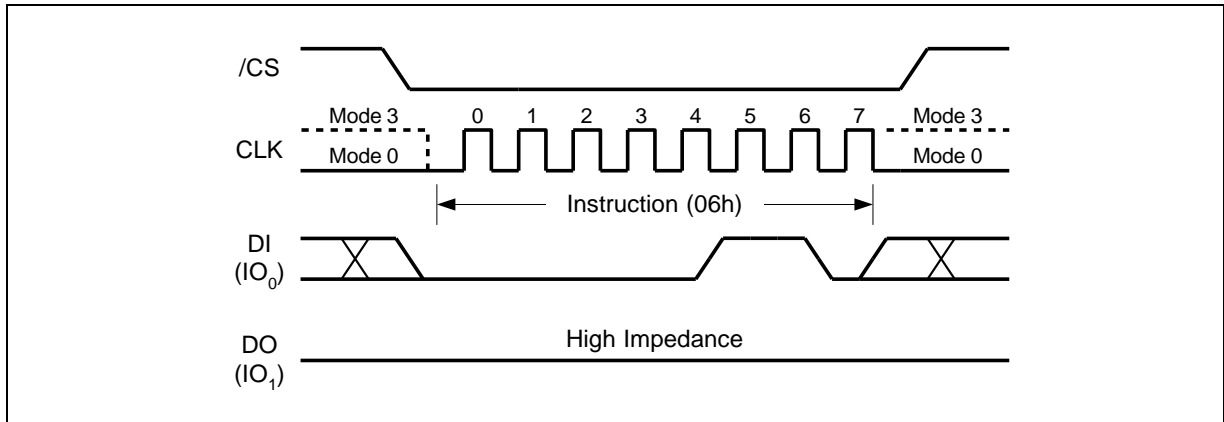 /CS
Mode 3 0 1 2 3 4 5 6 7 Mode 3
CLK
Mode 0 Mode 0
Instruction (06h)
DI
(IO0)
High Impedance
DO
(IO1)